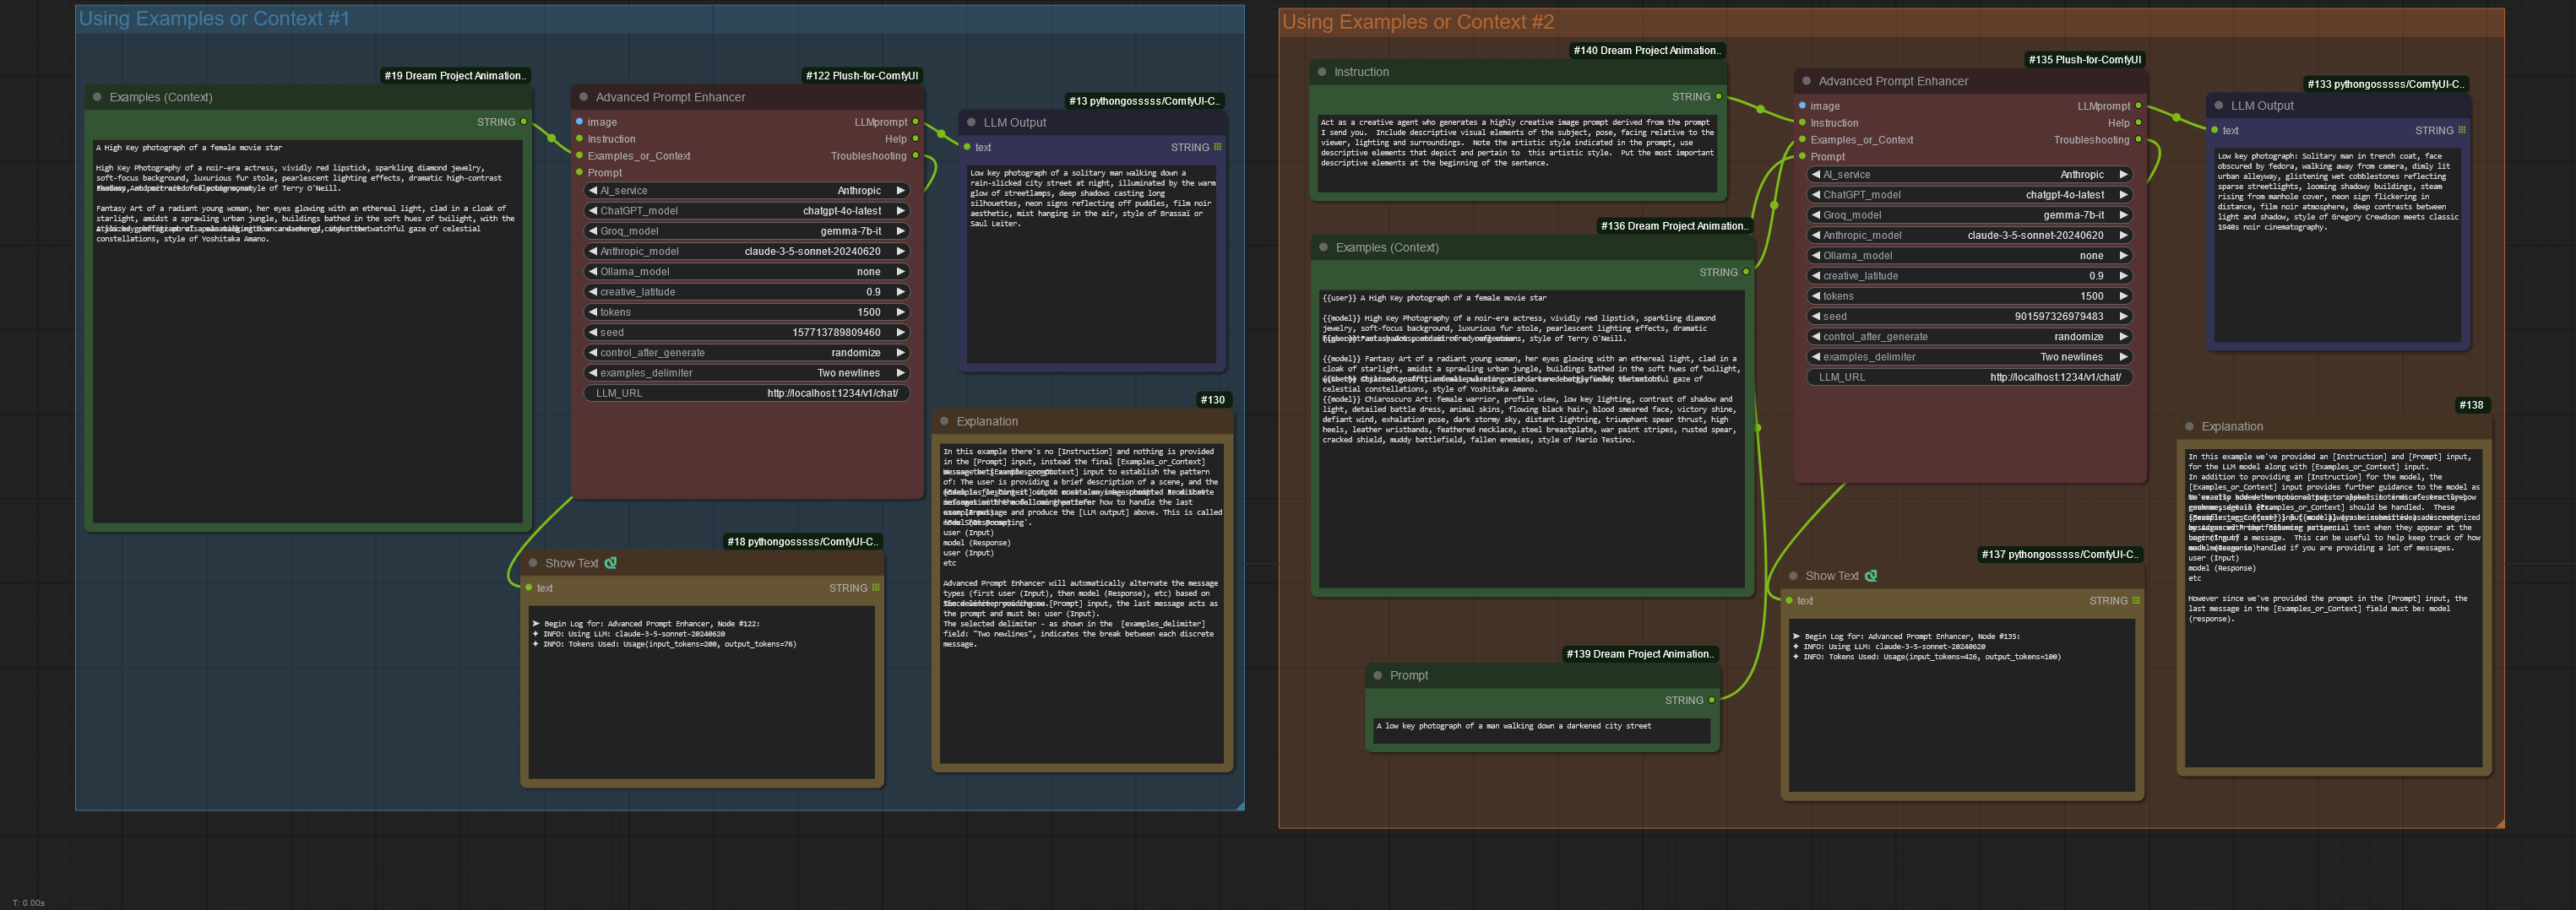 Using Examples or Context #1
#19 Dream Project Animation..
Examples (Context)
STRING
A High Key photograph of a female movie star
High Key Photography of a noir-era actress, vividly red lipstick, sparkling diamond jewelry,
soft-focus background, luxurious fur stole, pearlescent lighting effects, dramatic high-contrast
style of Terry O'Neill.
Fantasy Art of a radiant young woman, her eyes glowing with an ethereal light, clad in a cloak of
starlight, amidst a sprawling urban jungle, buildings bathed in the soft hues of twilight, with the
watchful gaze of celestial
constellations, style of Yoshitaka Amano.
#122 Plush-for-ComfyUI
Advanced Prompt Enhancer
image
LLMprompt
Instruction
Help
Examples_or_Context
Troubleshooting
Prompt
AI_service Anthropic
ChatGPT_model chatgpt-4o-latest
Groq_model gemma-7b-it
Anthropic_model claude-3-5-sonnet-20240620
Ollama_model none
creative_latitude 0.9
tokens 1500
seed 157713789809460
control_after_generate randomize
examples_delimiter Two newlines
LLM_URL http://localhost:1234/v1/chat/
#13 pythongosssss/ComfyUI-C..
LLM Output
text STRING
Low key photograph of a solitary man walking down a
rain-slicked city street at night, illuminated by the warm
glow of streetlamps, deep shadows casting long
silhouettes, neon signs reflecting off puddles, film noir
aesthetic, mist hanging in the air, style of Brassaï or
Saul Leiter.
#130
Explanation
In this example there's no [Instruction] and nothing is provided
in the [Prompt] input, instead the final [Examples_or_Context]
input to establish the pattern
of: The user is providing a brief description of a scene, and the
how to handle the last
message and produce the [LLM output] above. This is called
user (Input)
model (Response)
user (Input)
etc
Advanced Prompt Enhancer will automatically alternate the message
types (first user (Input), then model (Response), etc) based on
[Prompt] input, the last message acts as
the prompt and must be: user (Input).
The selected delimiter - as shown in the [examples_delimiter]
field: "Two newlines", indicates the break between each discrete
message.
#18 pythongosssss/ComfyUI-C..
Show Text
text STRING
➤ Begin Log for: Advanced Prompt Enhancer, Node #122:
✦ INFO: Using LLM: claude-3-5-sonnet-20240620
✦ INFO: Tokens Used: Usage(input_tokens=200, output_tokens=76)
Using Examples or Context #2
#140 Dream Project Animation..
Instruction
STRING
Act as a creative agent who generates a highly creative image prompt derived from the prompt
I send you. Include descriptive visual elements of the subject, pose, facing relative to the
viewer, lighting and surroundings. Note the artistic style indicated in the prompt, use
descriptive elements that depict and pertain to this artistic style. Put the most important
descriptive elements at the beginning of the sentence.
#136 Dream Project Animation..
Examples (Context)
STRING
{{user}} A High Key photograph of a female movie star
{{model}} High Key Photography of a noir-era actress, vividly red lipstick, sparkling diamond
jewelry, soft-focus background, luxurious fur stole, pearlescent lighting effects, dramatic
style of Terry O'Neill.
{{model}} Fantasy Art of a radiant young woman, her eyes glowing with an ethereal light, clad in a
cloak of starlight, amidst a sprawling urban jungle, buildings bathed in the soft hues of twilight,
gaze of
celestial constellations, style of Yoshitaka Amano.
{{model}} Chiaroscuro Art: female warrior, profile view, low key lighting, contrast of shadow and
light, detailed battle dress, animal skins, flowing black hair, blood smeared face, victory shine,
defiant wind, exhalation pose, dark stormy sky, distant lightning, triumphant spear thrust, high
heels, leather wristbands, feathered necklace, steel breastplate, war paint stripes, rusted spear,
cracked shield, muddy battlefield, fallen enemies, style of Mario Testino.
#139 Dream Project Animation..
Prompt
STRING
A low key photograph of a man walking down a darkened city street
#135 Plush-for-ComfyUI
Advanced Prompt Enhancer
image
LLMprompt
Instruction
Help
Examples_or_Context
Troubleshooting
Prompt
AI_service Anthropic
ChatGPT_model chatgpt-4o-latest
Groq_model gemma-7b-it
Anthropic_model claude-3-5-sonnet-20240620
Ollama_model none
creative_latitude 0.9
tokens 1500
seed 901597326979483
control_after_generate randomize
examples_delimiter Two newlines
LLM_URL http://localhost:1234/v1/chat/
#133 pythongosssss/ComfyUI-C..
LLM Output
text STRING
Low key photograph: Solitary man in trench coat, face
obscured by fedora, walking away from camera, dimly lit
urban alleyway, glistening wet cobblestones reflecting
sparse streetlights, looming shadowy buildings, steam
rising from manhole cover, neon sign flickering in
distance, film noir atmosphere, deep contrasts between
light and shadow, style of Gregory Crewdson meets classic
1940s noir cinematography.
#138
Explanation
In this example we've provided an [Instruction] and [Prompt] input,
for the LLM model along with [Examples_or_Context] input.
In addition to providing an [Instruction] for the model, the
[Examples_or_Context] input provides further guidance to the model as
should be handled. These
text when they appear at the
of a message. This can be useful to help keep track of how
handled if you are providing a lot of messages.
user (Input)
model (Response)
etc
However since we've provided the prompt in the [Prompt] input, the
last message in the [Examples_or_Context] field must be: model
(response).
#137 pythongosssss/ComfyUI-C..
Show Text
text STRING
➤ Begin Log for: Advanced Prompt Enhancer, Node #135:
✦ INFO: Using LLM: claude-3-5-sonnet-20240620
✦ INFO: Tokens Used: Usage(input_tokens=426, output_tokens=100)
T: 0.00s